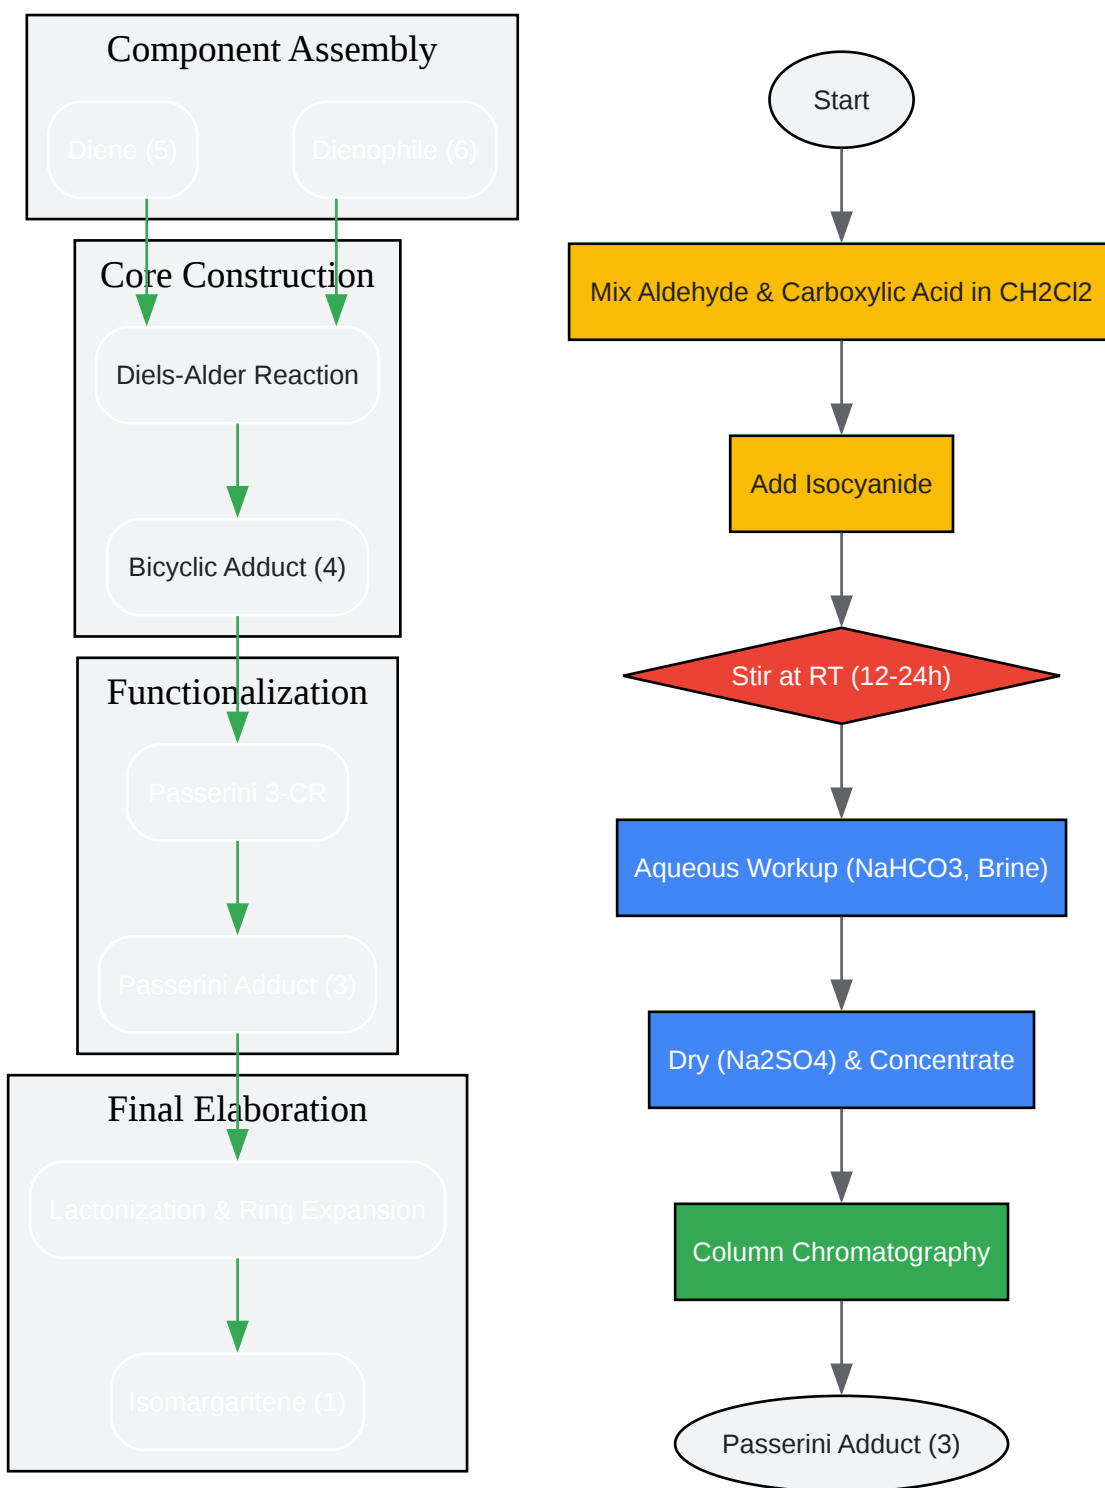 Component Assembly
Diene (5)
Dienophile (6)
Core Construction
Diels-Alder Reaction
Bicyclic Adduct (4)
Functionalization
Passerini 3-CR
Passerini Adduct (3)
Final Elaboration
Lactonization & Ring Expansion
Isomargaritene (1)
Start
Mix Aldehyde & Carboxylic Acid in CH2Cl2
Add Isocyanide
Stir at RT (12-24h)
Aqueous Workup (NaHCO3, Brine)
Dry (Na2SO4) & Concentrate
Column Chromatography
Passerini Adduct (3)